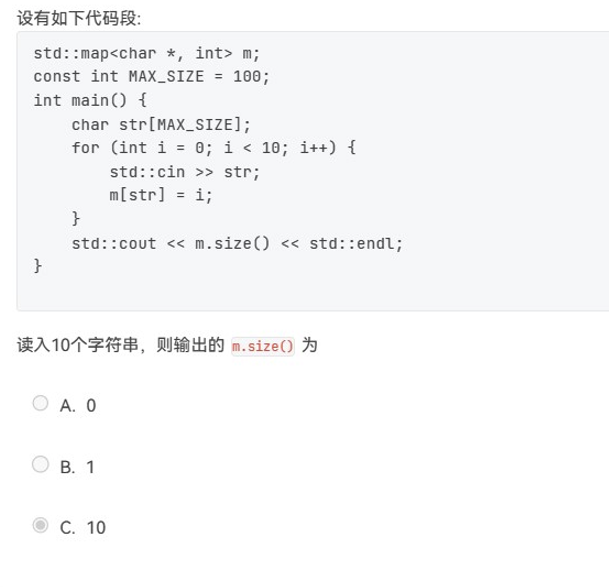 设有如下代码段:
std::map<char *, int> m;
const int MAX_SIZE = 100;
int main() {
    char str[MAX_SIZE];
    for (int i = 0; i < 10; i++) {
        std::cin >> str;
        m[str] = i;
    }
    std::cout << m.size() << std::endl;
}
读入10个字符串，则输出的 m.size() 为
A. 0
B. 1
C. 10